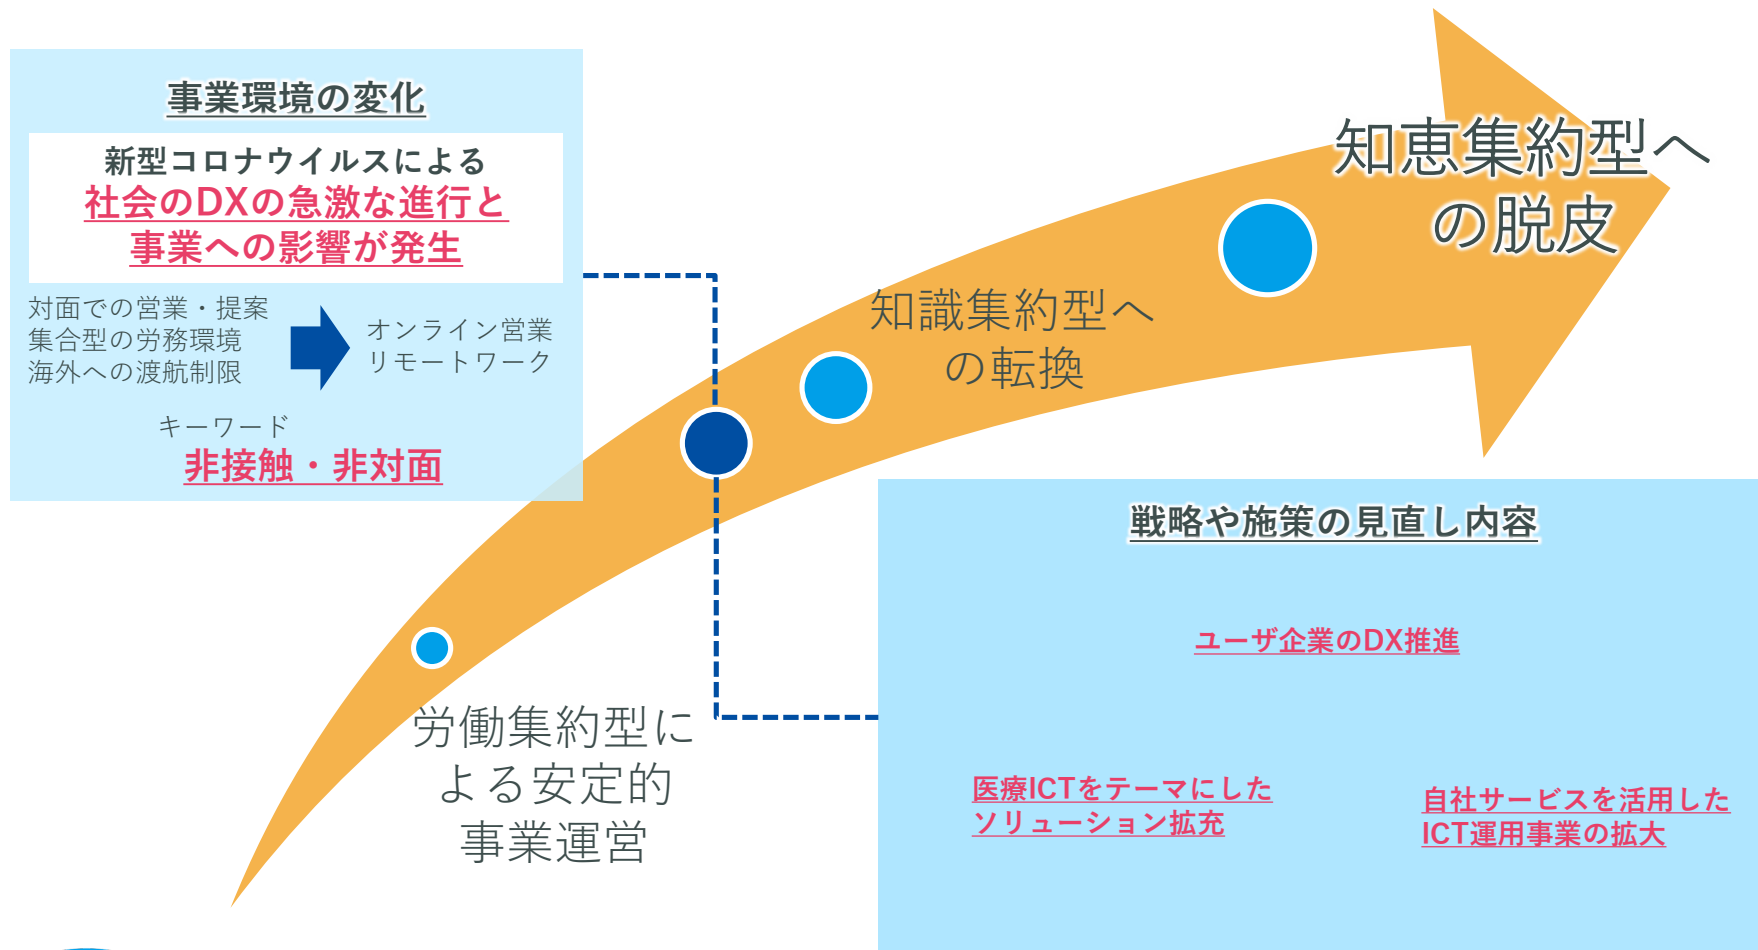 事業環境の変化
新型コロナウイルスによる
社会のDXの急激な進行と
事業への影響が発生
対面での営業・提案
集合型の労務環境
海外への渡航制限
オンライン営業
リモートワーク
キーワード
非接触・非対面
知恵集約型へ
の脱皮
知識集約型へ
の転換
労働集約型に
よる安定的
事業運営
戦略や施策の見直し内容
ユーザ企業のDX推進
医療ICTをテーマにした
ソリューション拡充
自社サービスを活用した
ICT運用事業の拡大